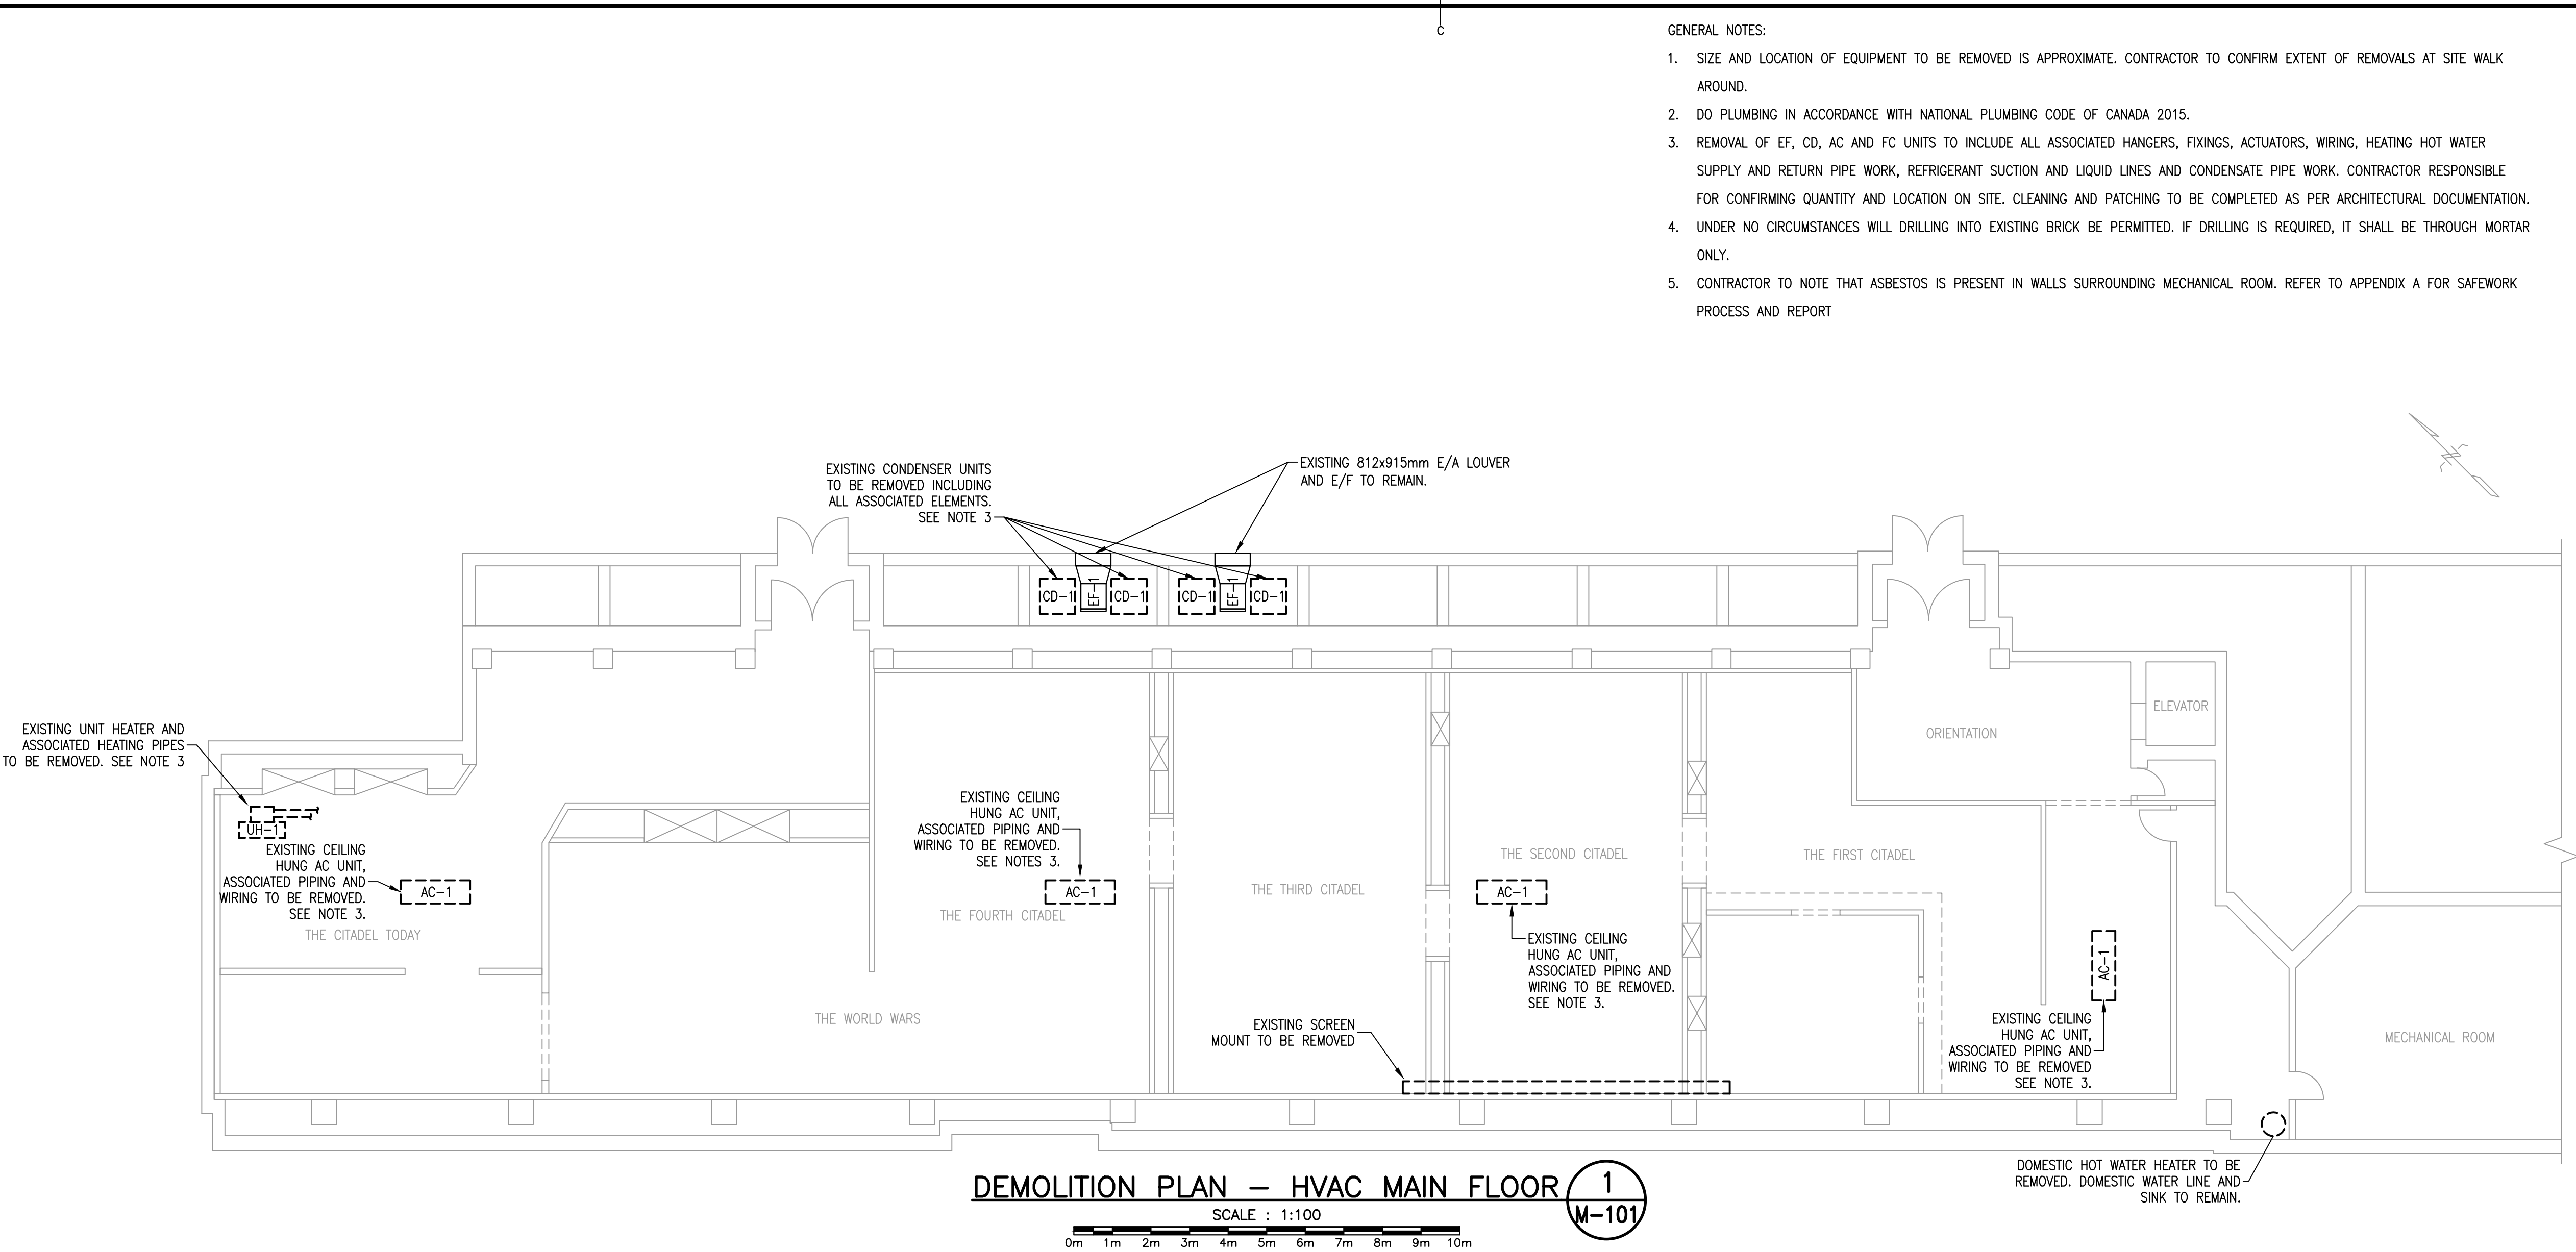 C
GENERAL NOTES:
1. SIZE AND LOCATION OF EQUIPMENT TO BE REMOVED IS APPROXIMATE. CONTRACTOR TO CONFIRM EXTENT OF REMOVALS AT SITE WALK
AROUND.
2. DO PLUMBING IN ACCORDANCE WITH NATIONAL PLUMBING CODE OF CANADA 2015.
3. REMOVAL OF EF, CD, AC AND FC UNITS TO INCLUDE ALL ASSOCIATED HANGERS, FIXINGS, ACTUATORS, WIRING, HEATING HOT WATER
SUPPLY AND RETURN PIPE WORK, REFRIGERANT SUCTION AND LIQUID LINES AND CONDENSATE PIPE WORK. CONTRACTOR RESPONSIBLE
FOR CONFIRMING QUANTITY AND LOCATION ON SITE. CLEANING AND PATCHING TO BE COMPLETED AS PER ARCHITECTURAL DOCUMENTATION.
4. UNDER NO CIRCUMSTANCES WILL DRILLING INTO EXISTING BRICK BE PERMITTED. IF DRILLING IS REQUIRED, IT SHALL BE THROUGH MORTAR
ONLY.
5. CONTRACTOR TO NOTE THAT ASBESTOS IS PRESENT IN WALLS SURROUNDING MECHANICAL ROOM. REFER TO APPENDIX A FOR SAFEWORK
PROCESS AND REPORT
EXISTING CONDENSER UNITS
TO BE REMOVED INCLUDING
ALL ASSOCIATED ELEMENTS.
SEE NOTE 3
EXISTING 812x915mm E/A LOUVER
AND E/F TO REMAIN.
CD-1
EF-1
CD-1
CD-1
EF-1
CD-1
EXISTING UNIT HEATER AND
ASSOCIATED HEATING PIPES
TO BE REMOVED. SEE NOTE 3
UH-1
EXISTING CEILING
HUNG AC UNIT,
ASSOCIATED PIPING AND
WIRING TO BE REMOVED.
SEE NOTE 3.
AC-1
THE CITADEL TODAY
THE WORLD WARS
EXISTING CEILING
HUNG AC UNIT,
ASSOCIATED PIPING AND
WIRING TO BE REMOVED.
SEE NOTES 3.
AC-1
THE FOURTH CITADEL
THE THIRD CITADEL
THE SECOND CITADEL
AC-1
EXISTING CEILING
HUNG AC UNIT,
ASSOCIATED PIPING AND
WIRING TO BE REMOVED.
SEE NOTE 3.
EXISTING SCREEN
MOUNT TO BE REMOVED
THE FIRST CITADEL
ORIENTATION
ELEVATOR
AC-1
EXISTING CEILING
HUNG AC UNIT,
ASSOCIATED PIPING AND
WIRING TO BE REMOVED
SEE NOTE 3.
MECHANICAL ROOM
DOMESTIC HOT WATER HEATER TO BE
REMOVED. DOMESTIC WATER LINE AND
SINK TO REMAIN.
DEMOLITION PLAN – HVAC MAIN FLOOR
1
M-101
SCALE : 1:100
0m 1m 2m 3m 4m 5m 6m 7m 8m 9m 10m